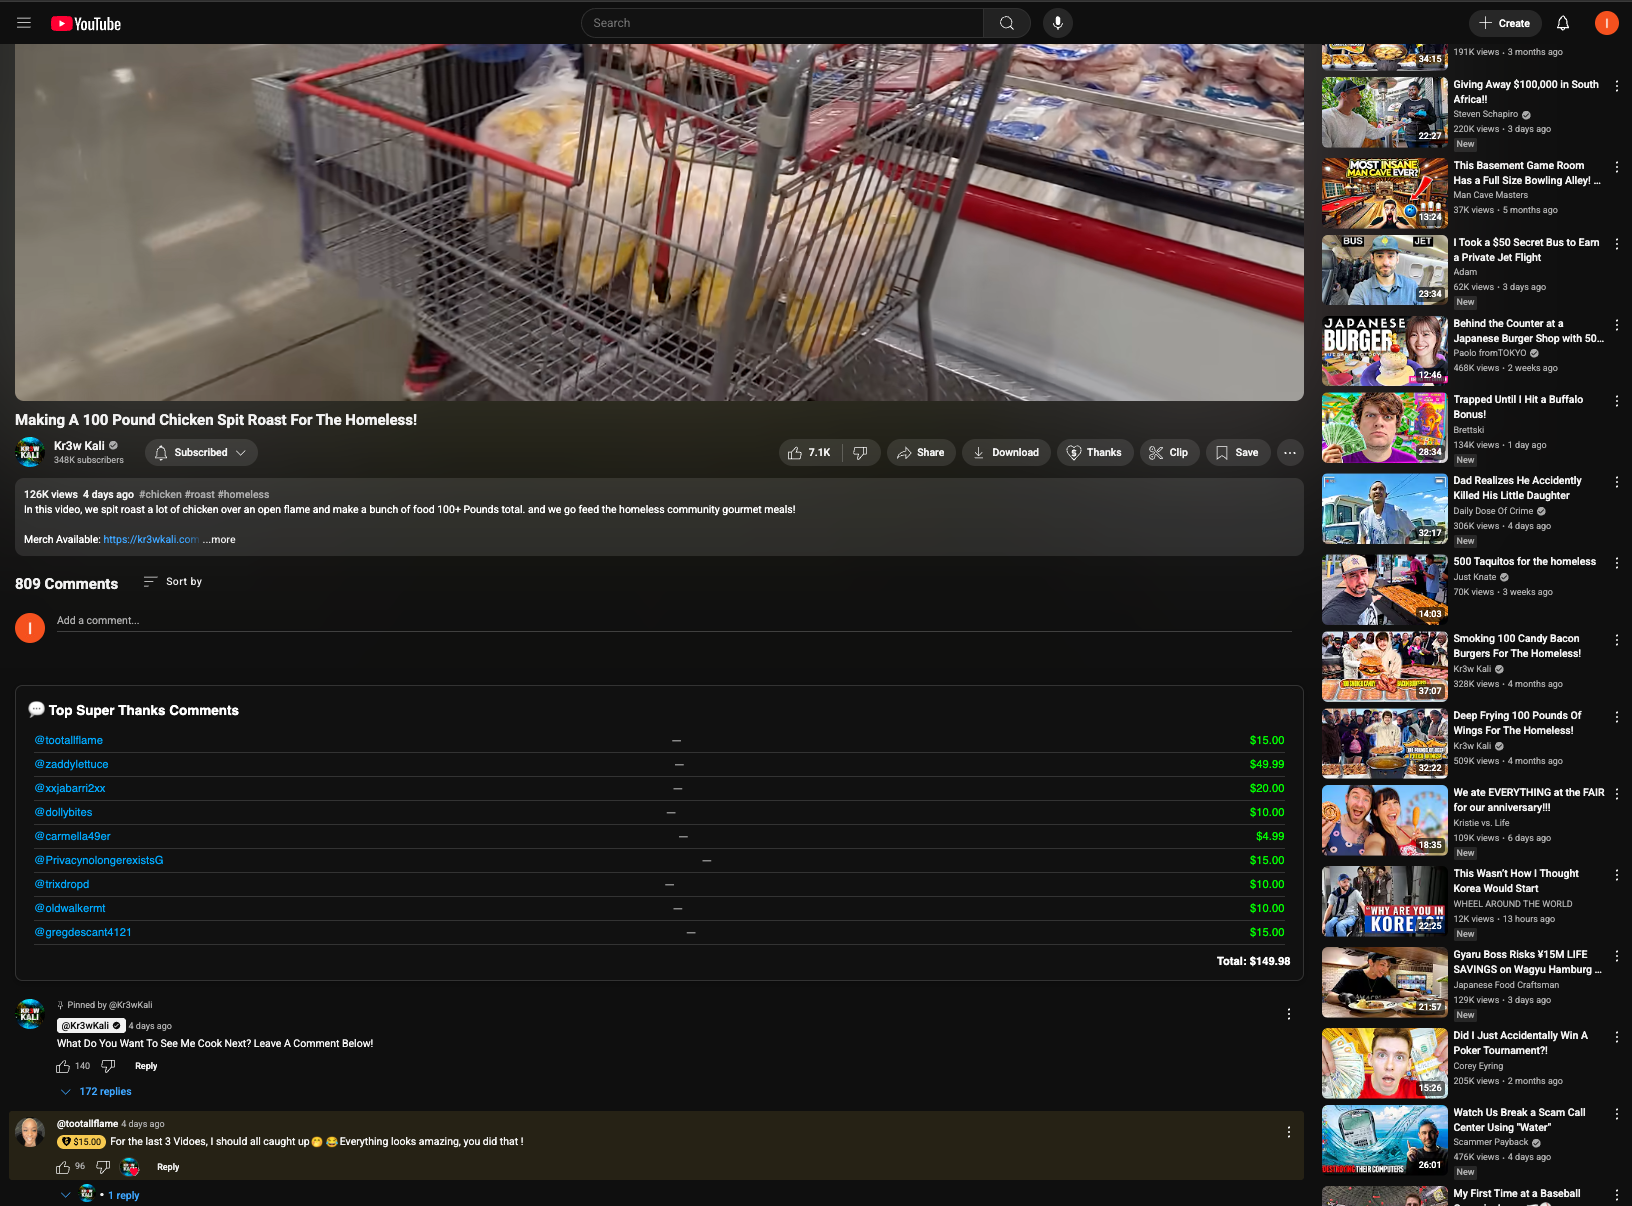 YouTube
Search
Create
I
Making A 100 Pound Chicken Spit Roast For The Homeless!
Kr3w Kali
348K subscribers
Subscribed
7.1K
Share
Download
Thanks
Clip
Save
126K views 4 days ago #chicken #roast #homeless
In this video, we spit roast a lot of chicken over an open flame and make a bunch of food 100+ Pounds total. and we go feed the homeless community gourmet meals!
Merch Available: https://kr3wkali.com ...more
809 Comments
Sort by
I
Add a comment...
💬 Top Super Thanks Comments
@tootallflame — $15.00
@zaddylettuce — $49.99
@xxjabarri2xx — $20.00
@dollybites — $10.00
@carmella49er — $4.99
@PrivacynolongerexistsG — $15.00
@trixdropd — $10.00
@oldwalkermt — $10.00
@gregdescant4121 — $15.00
Total: $149.98
Pinned by @Kr3wKali
@Kr3wKali 4 days ago
What Do You Want To See Me Cook Next? Leave A Comment Below!
140
Reply
172 replies
@tootallflame 4 days ago
$15.00 For the last 3 Vidoes, I should all caught up🤭 😂Everything looks amazing, you did that !
96
Reply
• 1 reply
34:15
191K views • 3 months ago
22:27
Giving Away $100,000 in South
Africa!!
Steven Schapiro
220K views • 3 days ago
New
MOST INSANE
MAN CAVE EVER?
13:24
This Basement Game Room
Has a Full Size Bowling Alley! ...
Man Cave Masters
37K views • 5 months ago
BUS JET
23:34
I Took a $50 Secret Bus to Earn
a Private Jet Flight
Adam
62K views • 3 days ago
New
JAPANESE
BURGER
12:46
Behind the Counter at a
Japanese Burger Shop with 50...
Paolo fromTOKYO
468K views • 2 weeks ago
28:34
Trapped Until I Hit a Buffalo
Bonus!
Brettski
134K views • 1 day ago
New
32:17
Dad Realizes He Accidently
Killed His Little Daughter
Daily Dose Of Crime
306K views • 4 days ago
New
14:03
500 Taquitos for the homeless
Just Knate
70K views • 3 weeks ago
37:07
Smoking 100 Candy Bacon
Burgers For The Homeless!
Kr3w Kali
328K views • 4 months ago
32:22
Deep Frying 100 Pounds Of
Wings For The Homeless!
Kr3w Kali
509K views • 4 months ago
18:35
We ate EVERYTHING at the FAIR
for our anniversary!!!
Kristie vs. Life
109K views • 6 days ago
New
"WHY ARE YOU IN
KOREA?"
22:25
This Wasn't How I Thought
Korea Would Start
WHEEL AROUND THE WORLD
12K views • 13 hours ago
New
21:57
Gyaru Boss Risks ¥15M LIFE
SAVINGS on Wagyu Hamburg ...
Japanese Food Craftsman
129K views • 3 days ago
New
15:26
Did I Just Accidentally Win A
Poker Tournament?!
Corey Eyring
205K views • 2 months ago
DESTROYING THEIR COMPUTERS
26:01
Watch Us Break a Scam Call
Center Using "Water"
Scammer Payback
476K views • 4 days ago
New
My First Time at a Baseball